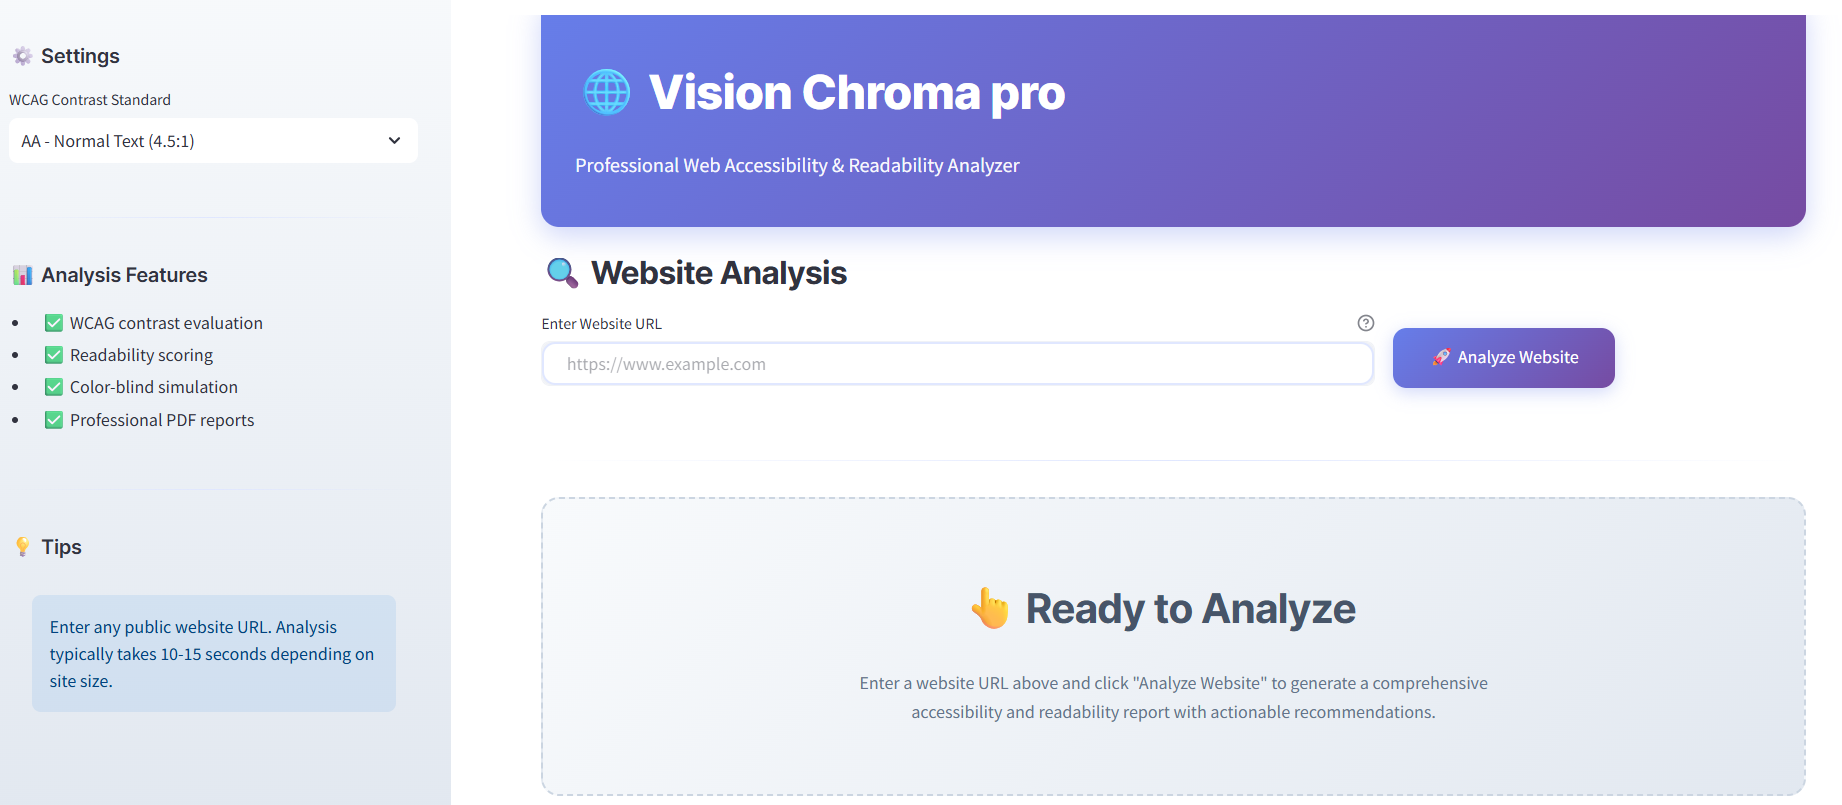 Settings
WCAG Contrast Standard
AA - Normal Text (4.5:1)
Analysis Features
WCAG contrast evaluation
Readability scoring
Color-blind simulation
Professional PDF reports
Tips
Enter any public website URL. Analysis
typically takes 10-15 seconds depending on
site size.
Vision Chroma pro
Professional Web Accessibility & Readability Analyzer
Website Analysis
Enter Website URL
https://www.example.com
Analyze Website
Ready to Analyze
Enter a website URL above and click "Analyze Website" to generate a comprehensive
accessibility and readability report with actionable recommendations.